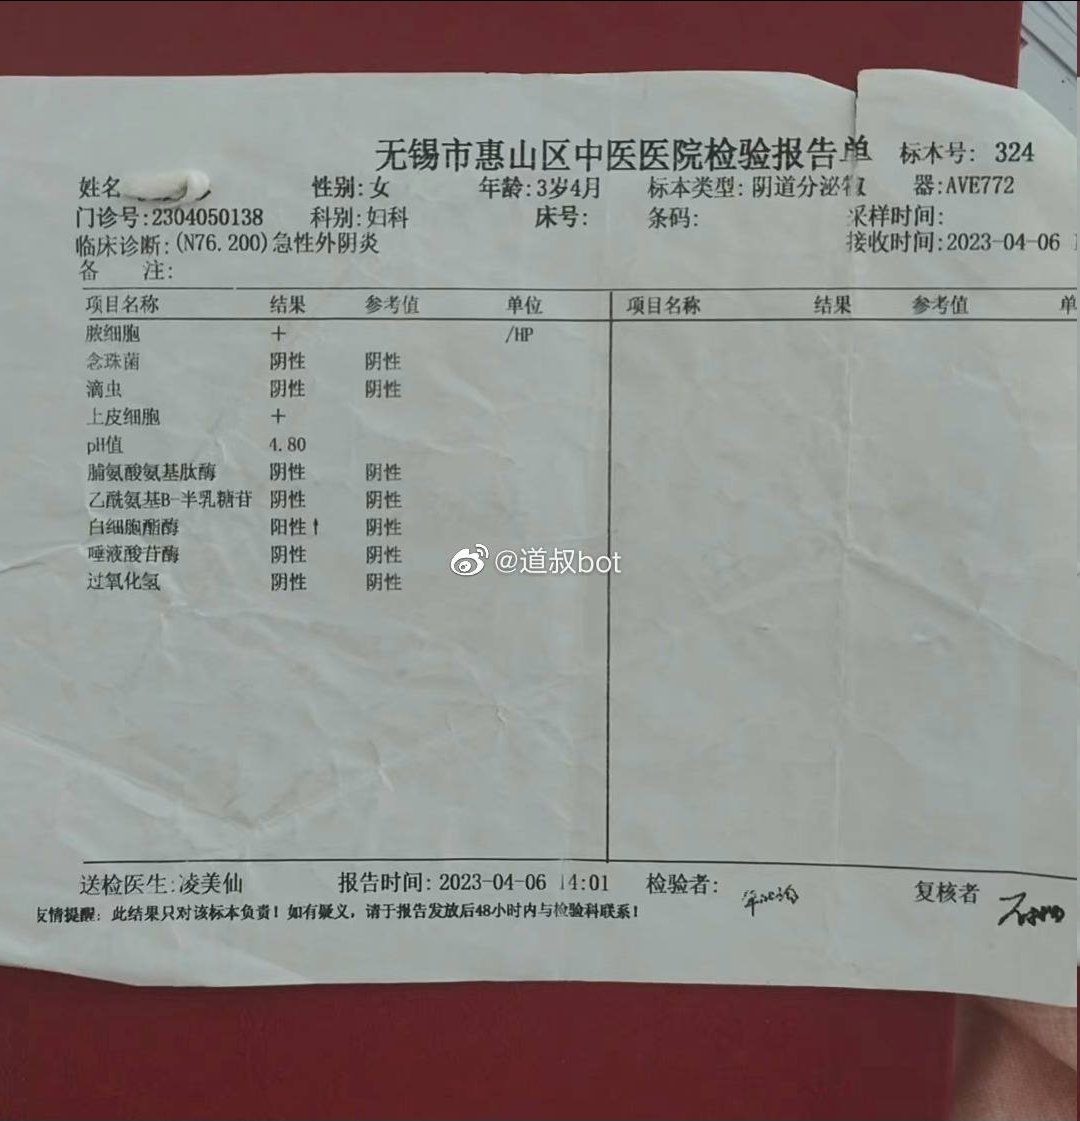 无锡市惠山区中医医院检验报告单 标本号: 324
姓名 性别:女 年龄:3岁4月 标本类型:阴道分泌物 器:AVE772
门诊号:2304050138 科别:妇科 床号: 条码: 采样时间:
临床诊断:(N76.200)急性外阴炎 接收时间:2023-04-06
备 注:
项目名称 结果 参考值 单位 项目名称 结果 参考值 单
脓细胞 + /HP
念珠菌 阴性 阴性
滴虫 阴性 阴性
上皮细胞 +
pH值 4.80
脯氨酸氨基肽酶 阴性 阴性
乙酰氨基B-半乳糖苷 阴性 阴性
白细胞酯酶 阳性↑ 阴性
唾液酸苷酶 阴性 阴性
过氧化氢 阴性 阴性
@道叔bot
送检医生:凌美仙 报告时间:2023-04-06 14:01 检验者: 复核者
友情提醒：此结果只对该标本负责！如有疑义，请于报告发放后48小时内与检验科联系！